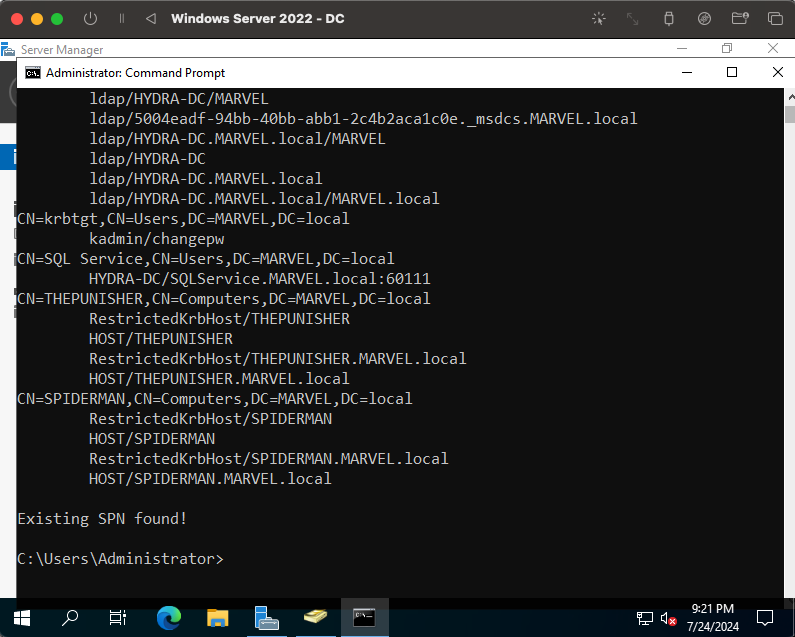 Windows Server 2022 - DC
Server Manager
Administrator: Command Prompt
ldap/HYDRA-DC/MARVEL
ldap/5004eadf-94bb-40bb-abb1-2c4b2aca1c0e._msdcs.MARVEL.local
ldap/HYDRA-DC.MARVEL.local/MARVEL
ldap/HYDRA-DC
ldap/HYDRA-DC.MARVEL.local
ldap/HYDRA-DC.MARVEL.local/MARVEL.local
CN=krbtgt,CN=Users,DC=MARVEL,DC=local
kadmin/changepw
CN=SQL Service,CN=Users,DC=MARVEL,DC=local
HYDRA-DC/SQLService.MARVEL.local:60111
CN=THEPUNISHER,CN=Computers,DC=MARVEL,DC=local
RestrictedKrbHost/THEPUNISHER
HOST/THEPUNISHER
RestrictedKrbHost/THEPUNISHER.MARVEL.local
HOST/THEPUNISHER.MARVEL.local
CN=SPIDERMAN,CN=Computers,DC=MARVEL,DC=local
RestrictedKrbHost/SPIDERMAN
HOST/SPIDERMAN
RestrictedKrbHost/SPIDERMAN.MARVEL.local
HOST/SPIDERMAN.MARVEL.local
Existing SPN found!
C:\Users\Administrator>
9:21 PM
7/24/2024